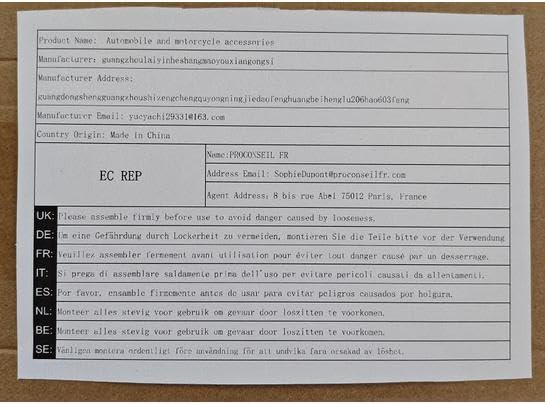 Product Name: Automobile and motorcycle accessories
Manufacturer: guangzhoulaiyinheshangmaoyouxiangongsi
Manufacturer Address:
guangdongshengguangzhoushizengchengquyongningjiedaofenghuangbeihenglu206hao603fang
Manufacturer Email: yucyachi29331@163.com
Country Origin: Made in China
EC REP
Name:PROCONSEIL FR
Address Email: SophieDupont@proconseilfr.com
Agent Address: 8 bis rue Abel 75012 Paris, France
UK: Please assemble firmly before use to avoid danger caused by looseness.
DE: Um eine Gefährdung durch Lockerheit zu vermeiden, montieren Sie die Teile bitte vor der Verwendung
FR: Veuillez assembler fermement avant utilisation pour éviter tout danger causé par un desserrage.
IT: Si prega di assemblare saldamente prima dell'uso per evitare pericoli causati da allentamenti.
ES: Por favor, ensamble firmemente antes de usar para evitar peligros causados por holgura.
NL: Monteer alles stevig voor gebruik om gevaar door loszitten te voorkomen.
BE: Monteer alles stevig voor gebruik om gevaar door loszitten te voorkomen.
SE: Vänligen montera ordentligt före användning för att undvika fara orsakad av löshet.